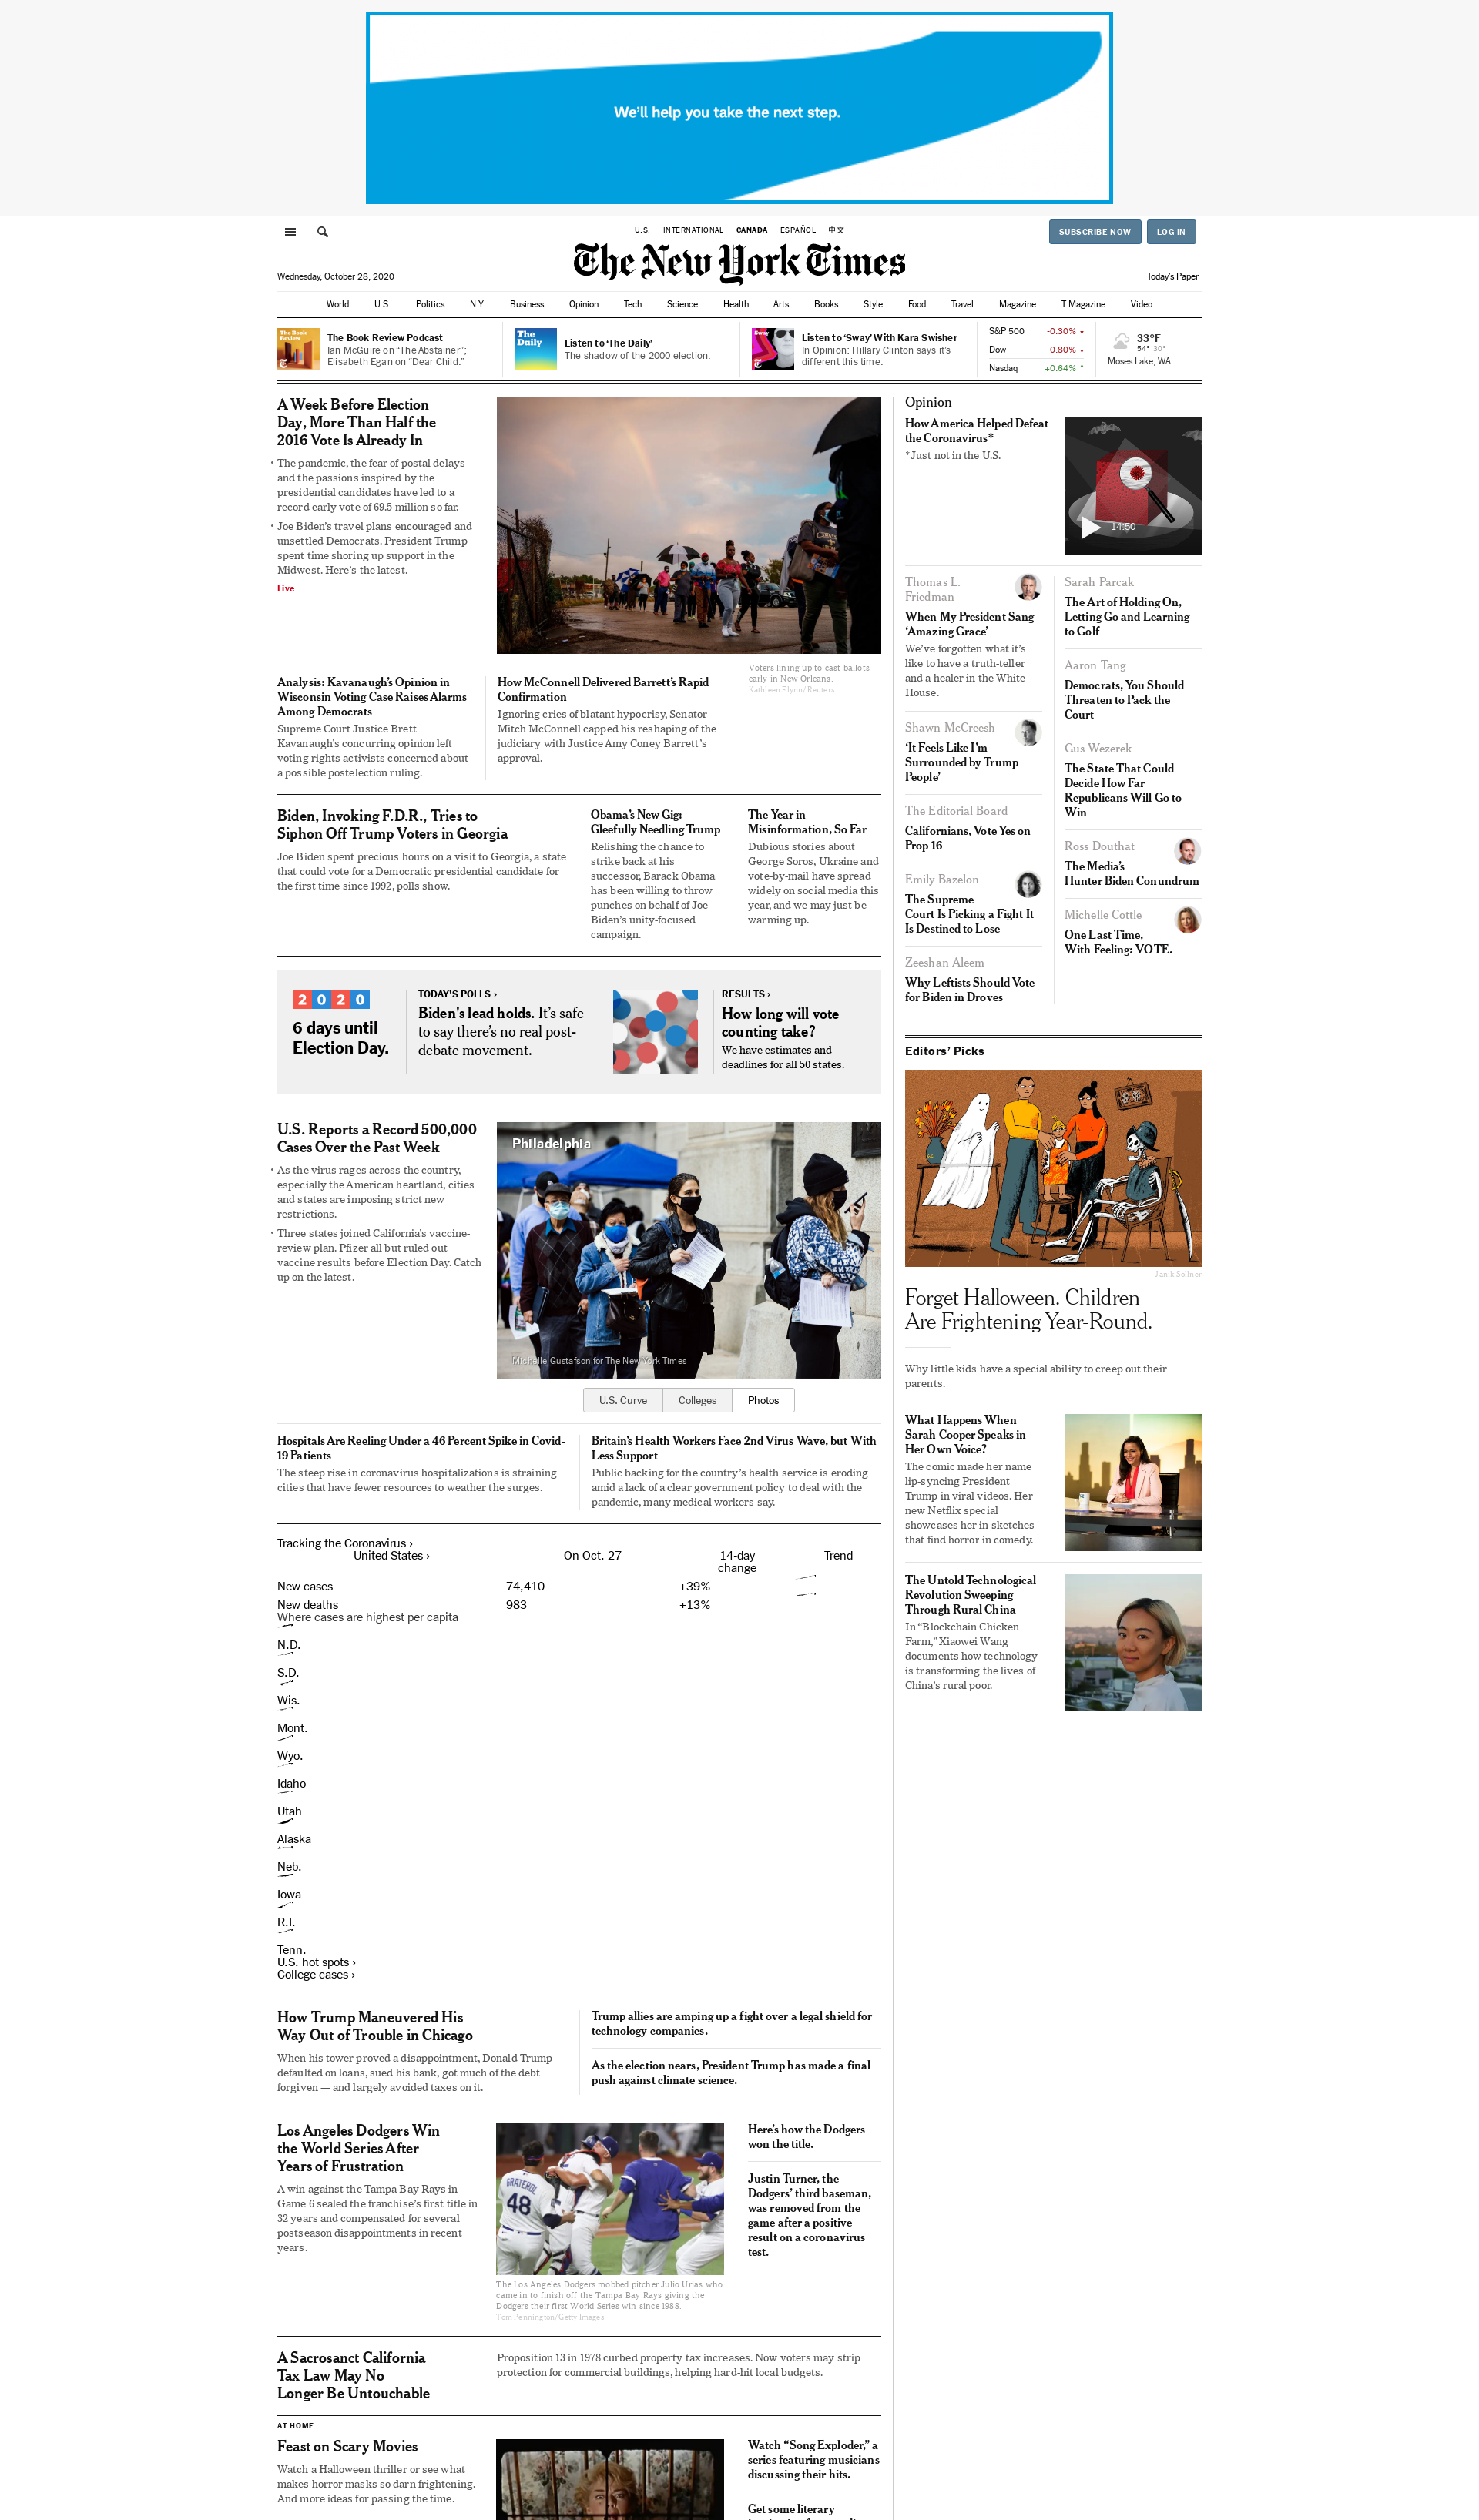 We'll help you take the next step.
U.S. INTERNATIONAL CANADA ESPAÑOL 中文
SUBSCRIBE NOW LOG IN
The New York Times
Wednesday, October 28, 2020
Today's Paper
World U.S. Politics N.Y. Business Opinion Tech Science Health Arts Books Style Food Travel Magazine T Magazine Video
The Book Review
The Book Review Podcast
Ian McGuire on “The Abstainer”;
Elisabeth Egan on “Dear Child.”
The Daily
Listen to ‘The Daily’
The shadow of the 2000 election.
Sway
Listen to ‘Sway’ With Kara Swisher
In Opinion: Hillary Clinton says it’s
different this time.
S&P 500 -0.30% ↓
Dow -0.80% ↓
Nasdaq +0.64% ↑
33°F
54° 30°
Moses Lake, WA
A Week Before Election
Day, More Than Half the
2016 Vote Is Already In
• The pandemic, the fear of postal delays
and the passions inspired by the
presidential candidates have led to a
record early vote of 69.5 million so far.
• Joe Biden’s travel plans encouraged and
unsettled Democrats. President Trump
spent time shoring up support in the
Midwest. Here’s the latest.
Live
Voters lining up to cast ballots
early in New Orleans.
Kathleen Flynn/Reuters
Analysis: Kavanaugh’s Opinion in
Wisconsin Voting Case Raises Alarms
Among Democrats
Supreme Court Justice Brett
Kavanaugh’s concurring opinion left
voting rights activists concerned about
a possible postelection ruling.
How McConnell Delivered Barrett’s Rapid
Confirmation
Ignoring cries of blatant hypocrisy, Senator
Mitch McConnell capped his reshaping of the
judiciary with Justice Amy Coney Barrett’s
approval.
Biden, Invoking F.D.R., Tries to
Siphon Off Trump Voters in Georgia
Joe Biden spent precious hours on a visit to Georgia, a state
that could vote for a Democratic presidential candidate for
the first time since 1992, polls show.
Obama’s New Gig:
Gleefully Needling Trump
Relishing the chance to
strike back at his
successor, Barack Obama
has been willing to throw
punches on behalf of Joe
Biden’s unity-focused
campaign.
The Year in
Misinformation, So Far
Dubious stories about
George Soros, Ukraine and
vote-by-mail have spread
widely on social media this
year, and we may just be
warming up.
2020
6 days until
Election Day.
TODAY’S POLLS ›
Biden's lead holds. It’s safe
to say there’s no real post-
debate movement.
RESULTS ›
How long will vote
counting take?
We have estimates and
deadlines for all 50 states.
U.S. Reports a Record 500,000
Cases Over the Past Week
• As the virus rages across the country,
especially the American heartland, cities
and states are imposing strict new
restrictions.
• Three states joined California’s vaccine-
review plan. Pfizer all but ruled out
vaccine results before Election Day. Catch
up on the latest.
Philadelphia
Michelle Gustafson for The New York Times
U.S. Curve Colleges Photos
Hospitals Are Reeling Under a 46 Percent Spike in Covid-
19 Patients
The steep rise in coronavirus hospitalizations is straining
cities that have fewer resources to weather the surges.
Britain’s Health Workers Face 2nd Virus Wave, but With
Less Support
Public backing for the country’s health service is eroding
amid a lack of a clear government policy to deal with the
pandemic, many medical workers say.
Tracking the Coronavirus ›
United States › On Oct. 27 14-day Trend
change
New cases 74,410 +39%
New deaths 983 +13%
Where cases are highest per capita
N.D.
S.D.
Wis.
Mont.
Wyo.
Idaho
Utah
Alaska
Neb.
Iowa
R.I.
Tenn.
U.S. hot spots ›
College cases ›
How Trump Maneuvered His
Way Out of Trouble in Chicago
When his tower proved a disappointment, Donald Trump
defaulted on loans, sued his bank, got much of the debt
forgiven — and largely avoided taxes on it.
Trump allies are amping up a fight over a legal shield for
technology companies.
As the election nears, President Trump has made a final
push against climate science.
Los Angeles Dodgers Win
the World Series After
Years of Frustration
A win against the Tampa Bay Rays in
Game 6 sealed the franchise’s first title in
32 years and compensated for several
postseason disappointments in recent
years.
GRATEROL
48
The Los Angeles Dodgers mobbed pitcher Julio Urias who
came in to finish off the Tampa Bay Rays giving the
Dodgers their first World Series win since 1988.
Tom Pennington/Getty Images
Here’s how the Dodgers
won the title.
Justin Turner, the
Dodgers’ third baseman,
was removed from the
game after a positive
result on a coronavirus
test.
A Sacrosanct California
Tax Law May No
Longer Be Untouchable
Proposition 13 in 1978 curbed property tax increases. Now voters may strip
protection for commercial buildings, helping hard-hit local budgets.
AT HOME
Feast on Scary Movies
Watch a Halloween thriller or see what
makes horror masks so darn frightening.
And more ideas for passing the time.
Watch “Song Exploder,” a
series featuring musicians
discussing their hits.
Get some literary
Opinion
How America Helped Defeat
the Coronavirus*
*Just not in the U.S.
14:50
Thomas L.
Friedman
When My President Sang
‘Amazing Grace’
We’ve forgotten what it’s
like to have a truth-teller
and a healer in the White
House.
Shawn McCreesh
‘It Feels Like I’m
Surrounded by Trump
People’
The Editorial Board
Californians, Vote Yes on
Prop 16
Emily Bazelon
The Supreme
Court Is Picking a Fight It
Is Destined to Lose
Zeeshan Aleem
Why Leftists Should Vote
for Biden in Droves
Sarah Parcak
The Art of Holding On,
Letting Go and Learning
to Golf
Aaron Tang
Democrats, You Should
Threaten to Pack the
Court
Gus Wezerek
The State That Could
Decide How Far
Republicans Will Go to
Win
Ross Douthat
The Media’s
Hunter Biden Conundrum
Michelle Cottle
One Last Time,
With Feeling: VOTE.
Editors’ Picks
Janik Söllner
Forget Halloween. Children
Are Frightening Year-Round.
Why little kids have a special ability to creep out their
parents.
What Happens When
Sarah Cooper Speaks in
Her Own Voice?
The comic made her name
lip-syncing President
Trump in viral videos. Her
new Netflix special
showcases her in sketches
that find horror in comedy.
The Untold Technological
Revolution Sweeping
Through Rural China
In “Blockchain Chicken
Farm,” Xiaowei Wang
documents how technology
is transforming the lives of
China’s rural poor.